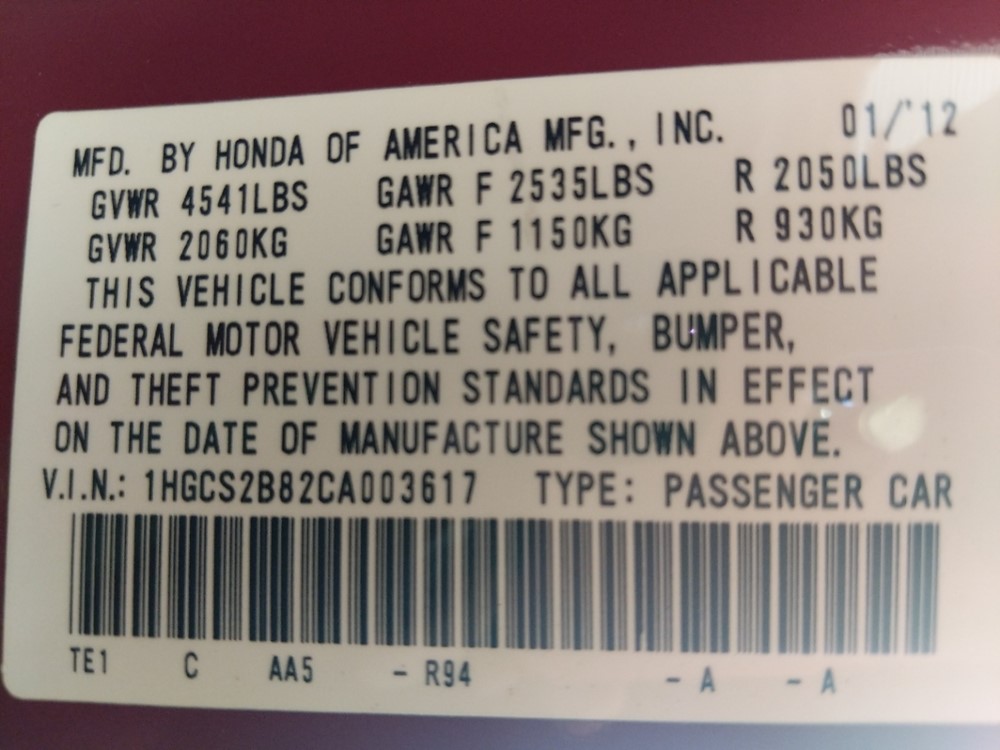 MFD. BY HONDA OF AMERICA MFG., INC. 01/'12
GVWR 4541LBS GAWR F 2535LBS R 2050LBS
GVWR 2060KG GAWR F 1150KG R 930KG
THIS VEHICLE CONFORMS TO ALL APPLICABLE
FEDERAL MOTOR VEHICLE SAFETY, BUMPER,
AND THEFT PREVENTION STANDARDS IN EFFECT
ON THE DATE OF MANUFACTURE SHOWN ABOVE.
V.I.N.: 1HGCS2B82CA003617 TYPE: PASSENGER CAR
TE1 C AA5 - R94 - A - A